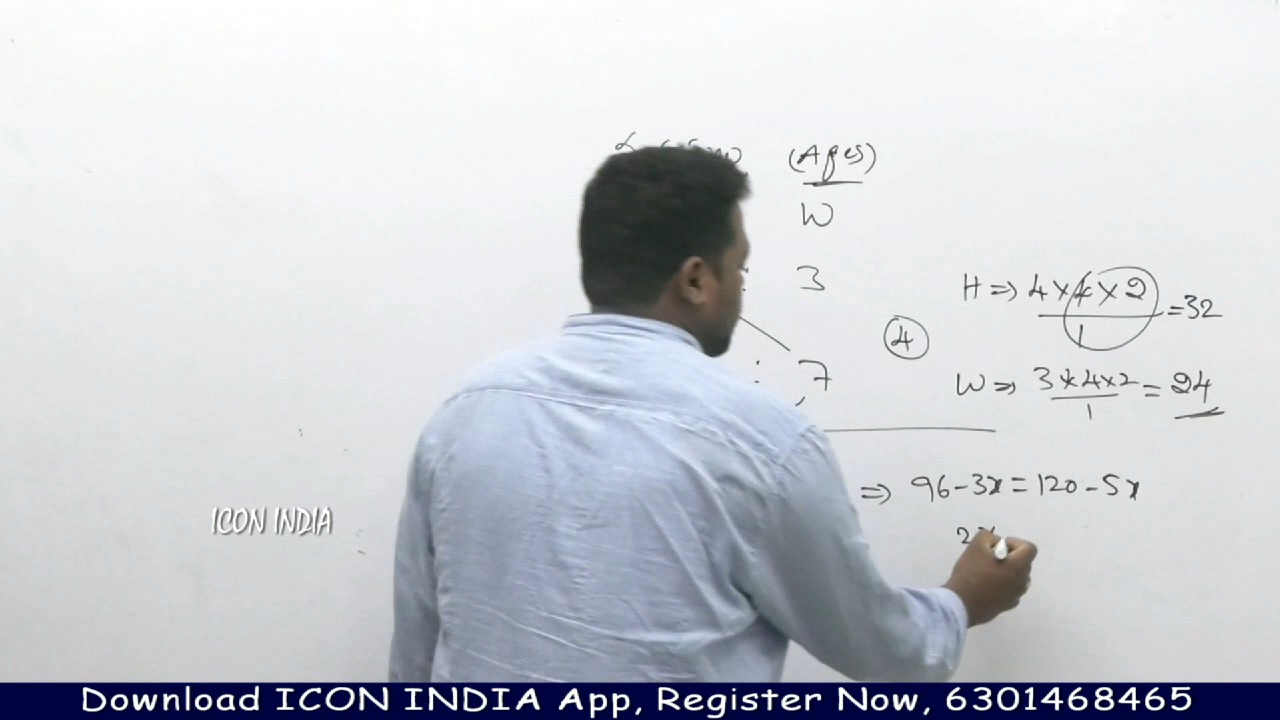 (Ages)
W
3
H ⇒ 4 × 4 × 2 / 1 = 32
4
: 7
W ⇒ 3 × 4 × 2 / 1 = 24
⇒ 96 - 3x = 120 - 5x
2x
ICON INDIA
Download ICON INDIA App, Register Now, 6301468465